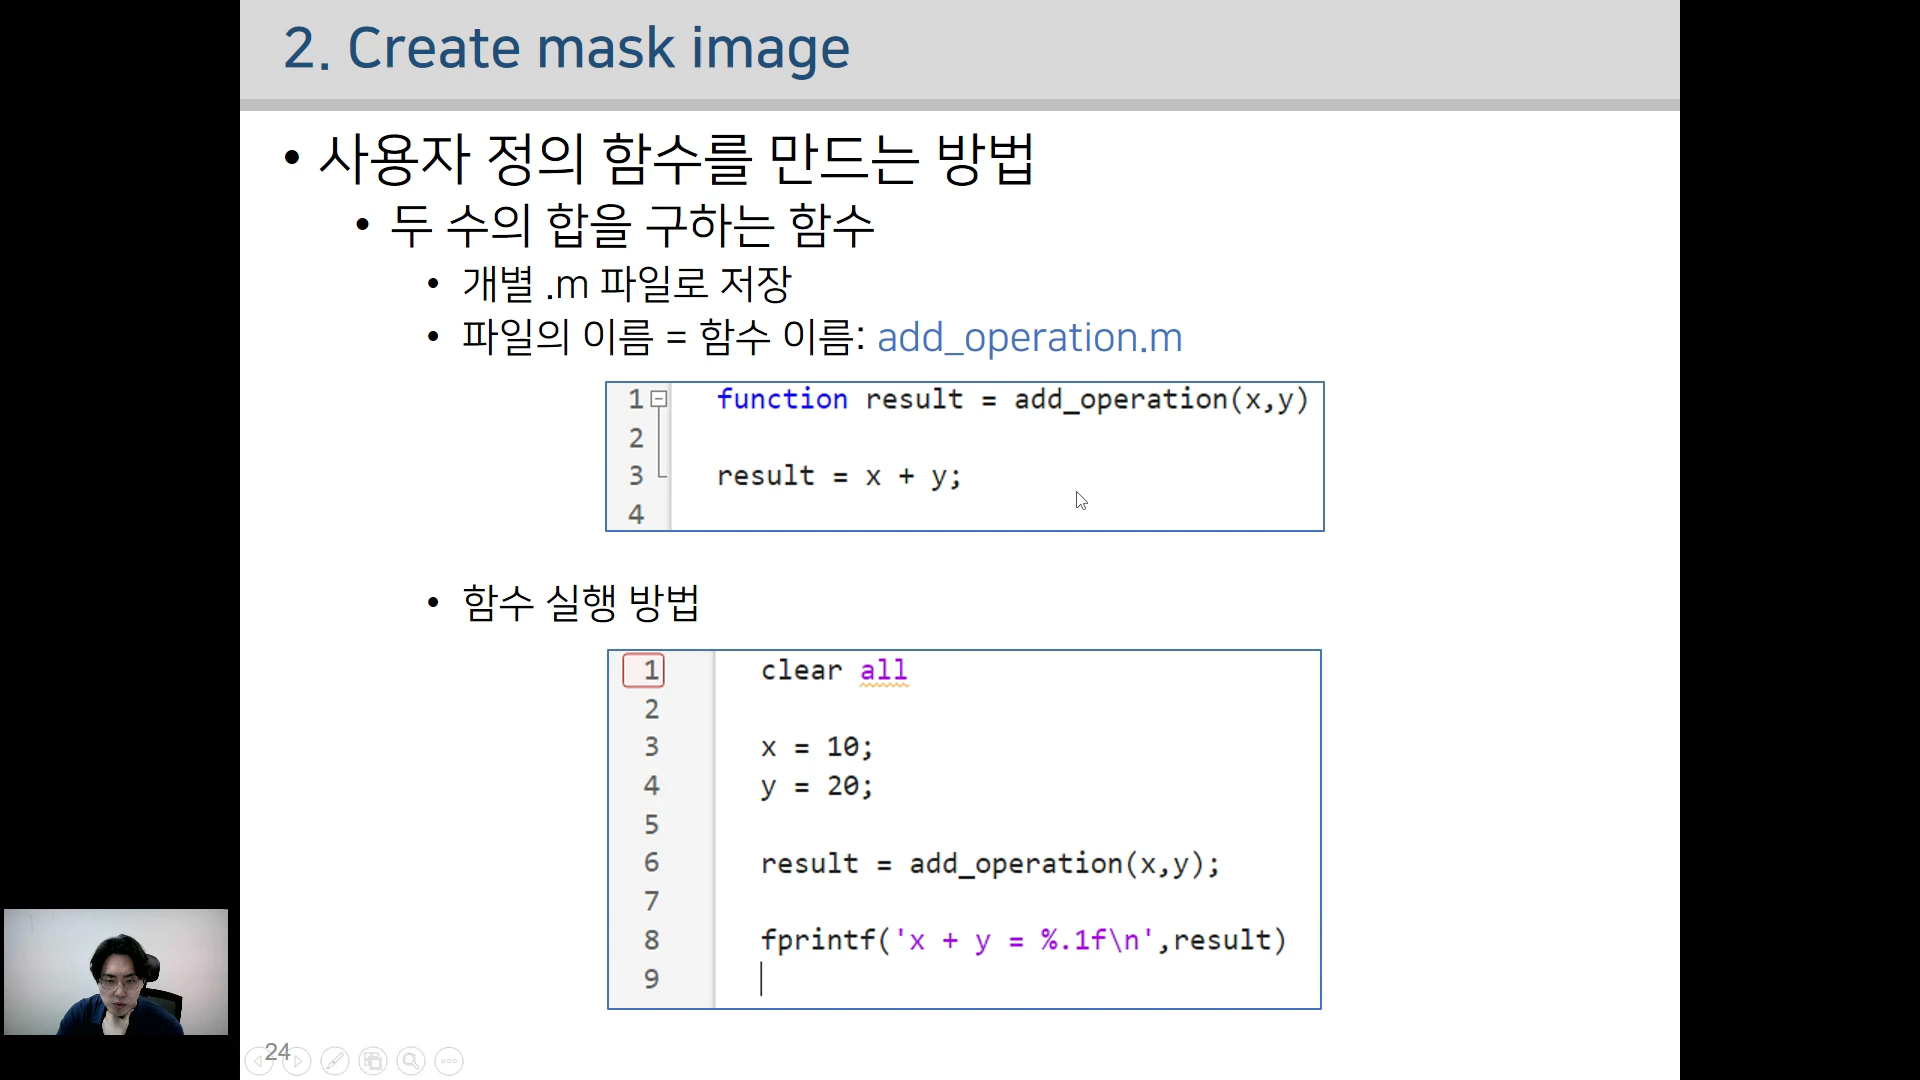 2. Create mask image
• 사용자 정의 함수를 만드는 방법
• 두 수의 합을 구하는 함수
• 개별 .m 파일로 저장
• 파일의 이름 = 함수 이름: add_operation.m
1 function result = add_operation(x,y)
2
3 result = x + y;
4
• 함수 실행 방법
1 clear all
2
3 x = 10;
4 y = 20;
5
6 result = add_operation(x,y);
7
8 fprintf('x + y = %.1f\n',result)
9
24